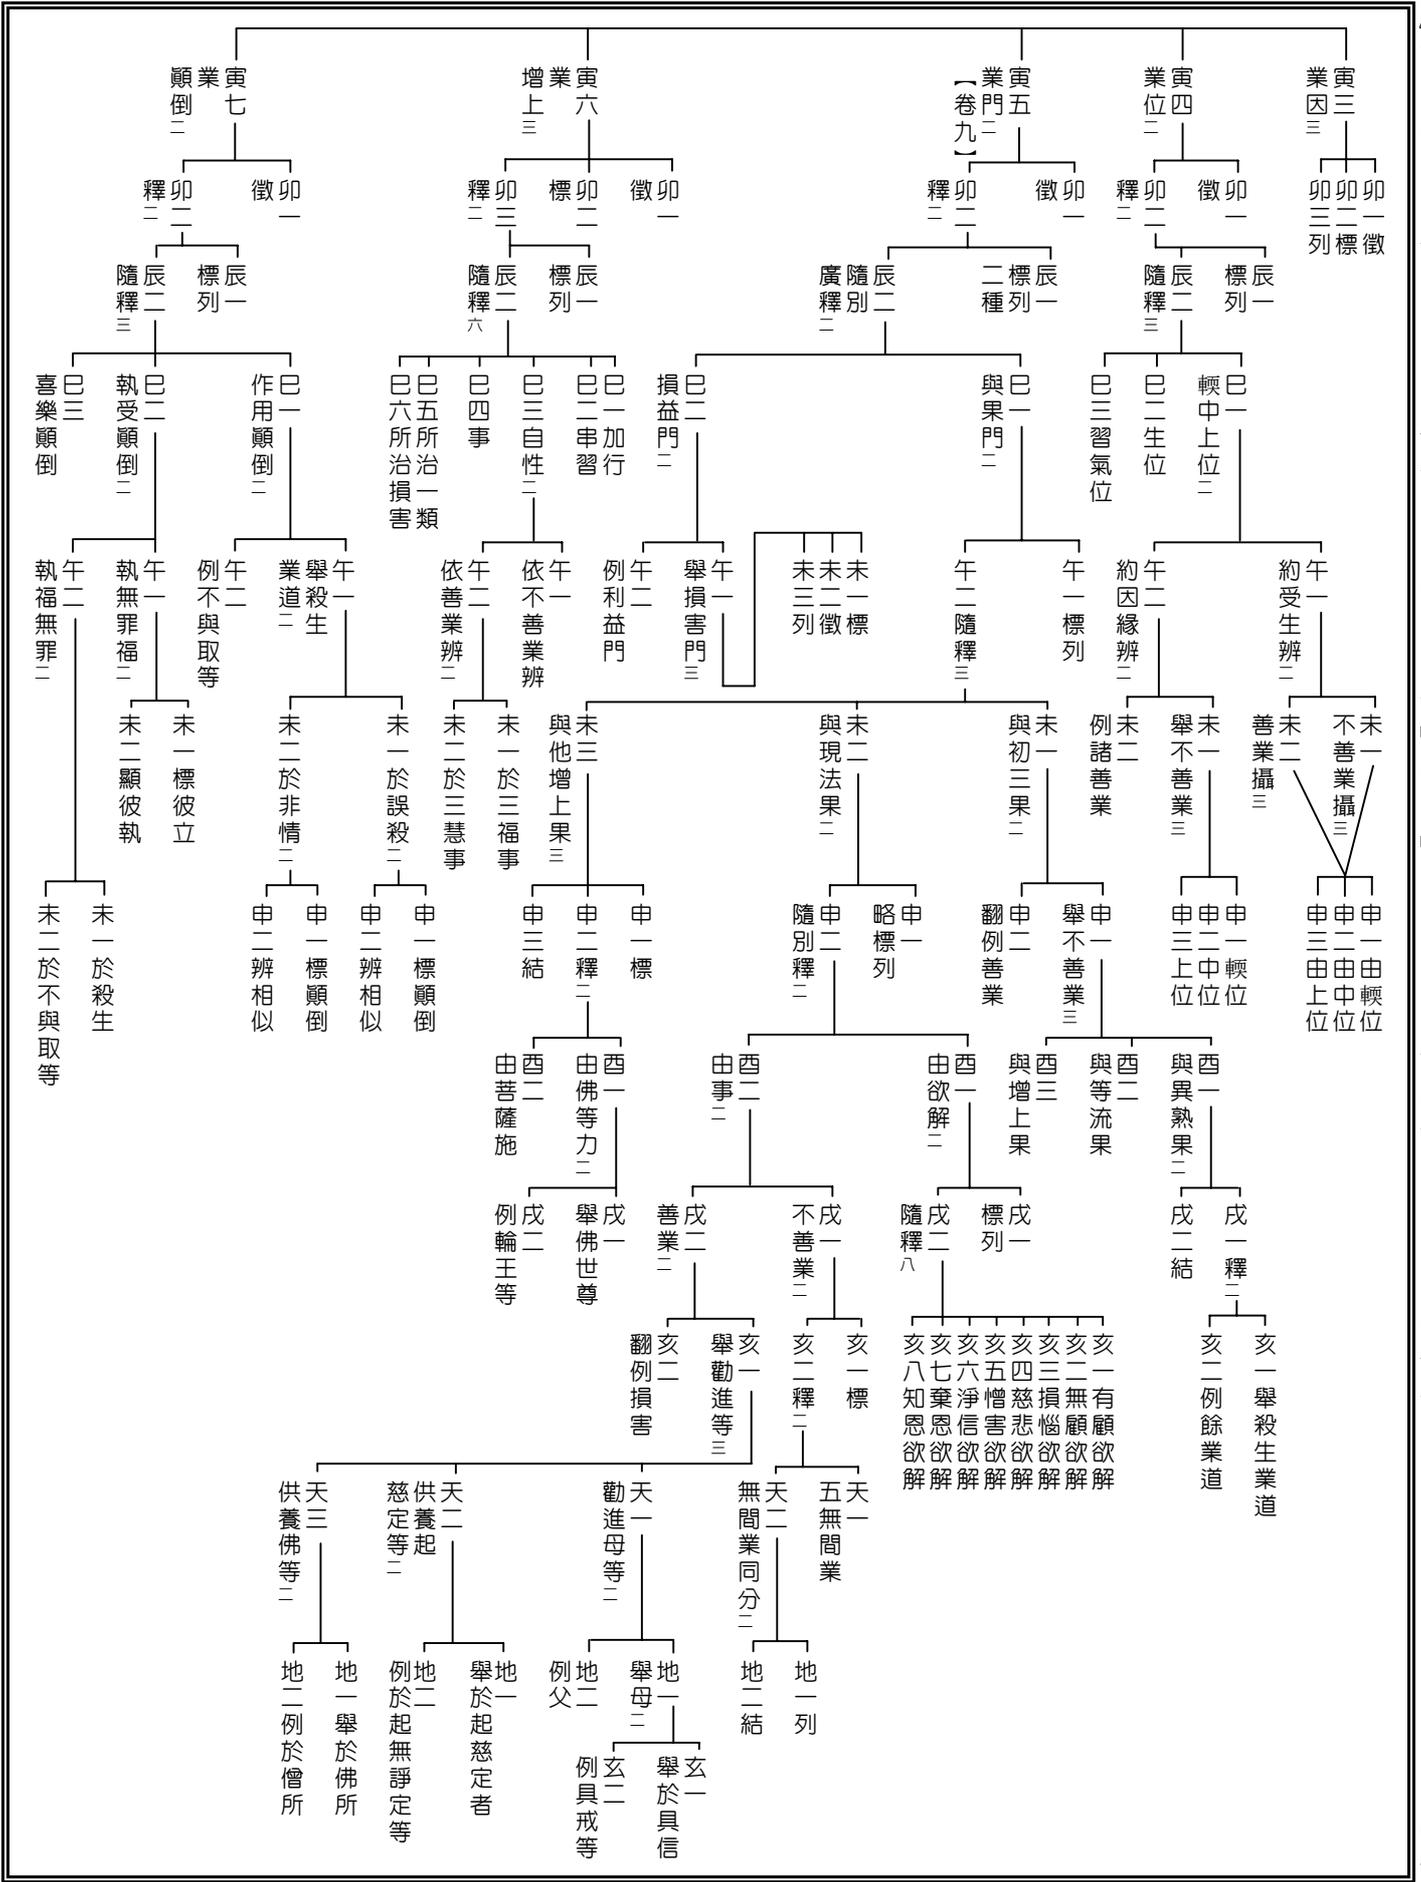 寅三
業因三
寅四
業位二
寅五
業門二
【卷九】
寅六
業
增上三
寅七
業
顚倒二
卯一徵
卯二標
卯三列
卯一
徵
卯二
釋二
卯一
徵
卯二
釋二
卯一
徵
卯二
標
卯三
釋二
卯一
徵
卯二
釋二
辰一
標列
辰二
隨釋三
辰一
標列
二種
辰二
隨別
廣釋二
辰一
標列
辰二
隨釋六
辰一
標列
辰二
隨釋三
巳一
輭中上位二
巳二生位
巳三習氣位
巳一
與果門二
巳二
損益門二
巳一加行
巳二串習
巳三自性二
巳四事
巳五所治一類
巳六所治損害
巳一
作用顚倒二
巳二
執受顚倒二
巳三
喜樂顚倒
午一
約受生辨二
午二
約因緣辨二
午一標列
午二隨釋三
午一
舉損害門三
午二
例利益門
午一
依不善業辨
午二
依善業辨二
午一
舉殺生
業道二
午二
例不與取等
午一
執無罪福二
午二
執福無罪二
未一標
未二徵
未三列
未一
不善業攝三
未二
善業攝三
未一
舉不善業三
未二
例諸善業
未一
與初三果二
未二
與現法果二
未三
與他增上果三
未一於三福事
未二於三慧事
未一於誤殺二
未二於非情二
未一標彼立
未二顯彼執
未一於殺生
未二於不與取等
申一由輭位
申二由中位
申三由上位
申一輭位
申二中位
申三上位
申一
舉不善業三
申二
翻例善業
申一
略標列
申二
隨別釋二
申一標
申二釋二
申三結
申一標顚倒
申二辨相似
申一標顚倒
申二辨相似
酉一
與異熟果二
酉二
與等流果
酉三
與增上果
酉一
由欲解二
酉二
由事二
酉一
由佛等力二
酉二
由菩薩施
戌一釋二
戌二結
戌一
標列
戌二
隨釋八
戌一
不善業二
戌二
善業二
戌一
舉佛世尊
戌二
例輪王等
亥一舉殺生業道
亥二例餘業道
亥一有顧欲解
亥二無顧欲解
亥三損惱欲解
亥四慈悲欲解
亥五憎害欲解
亥六淨信欲解
亥七棄恩欲解
亥八知恩欲解
亥一標
亥二釋二
亥一
舉勸進等三
亥二
翻例損害
天一
五無間業
天二
無間業同分二
天一
勸進母等二
天二
供養起
慈定等二
天三
供養佛等二
地一列
地二結
地一
舉母二
地二
例父
地一
舉於起慈定者
地二
例於起無諍定等
地一舉於佛所
地二例於僧所
玄一
舉於具信
玄二
例具戒等